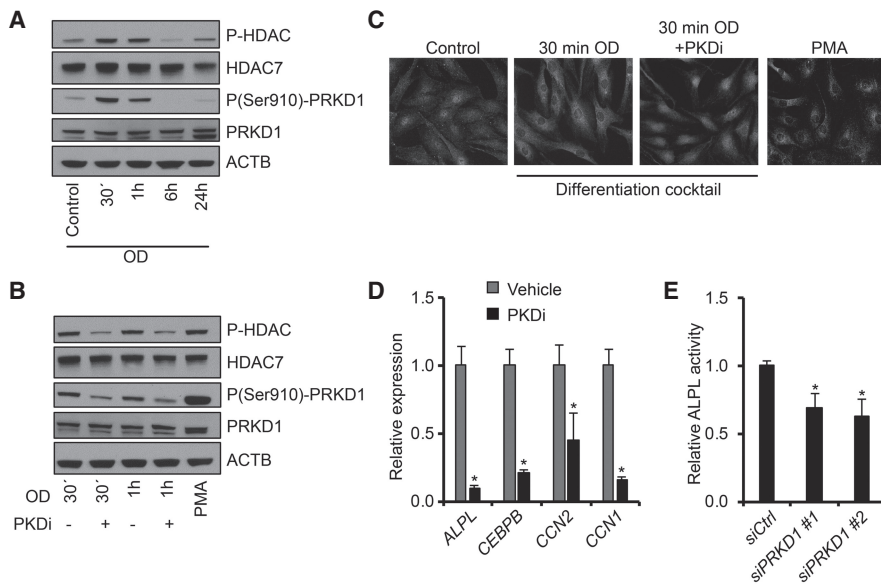 A
P-HDAC
HDAC7
P(Ser910)-PRKD1
PRKD1
ACTB
Control
30´
1h
6h
24h
OD
B
P-HDAC
HDAC7
P(Ser910)-PRKD1
PRKD1
ACTB
OD 30´ 30´ 1h 1h PMA
PKDi - + - +
C
Control
30 min OD
30 min OD
+PKDi
PMA
Differentiation cocktail
D
Vehicle
PKDi
Relative expression
1.5
1.0
0.5
0.0
* * * *
ALPL
CEBPB
CCN2
CCN1
E
Relative ALPL activity
1.5
1.0
0.5
0.0
* *
siCtrl
siPRKD1 #1
siPRKD1 #2